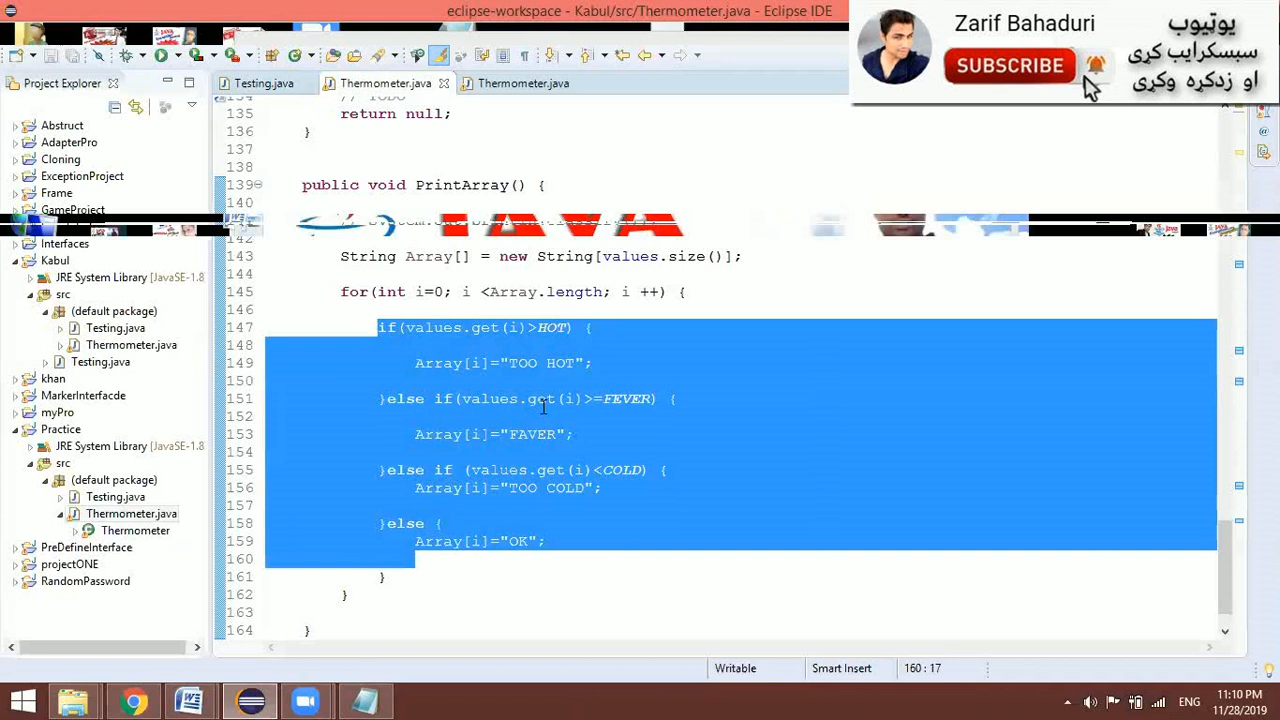 eclipse-workspace - Kabul/src/Thermometer.java - Eclipse IDE
Zarif Bahaduri
SUBSCRIBE
یوټیوب
سبسکرایب کړی
او زدکړه وکړی
Project Explorer
Testing.java
Thermometer.java
Thermometer.java
Abstruct
AdapterPro
Cloning
ExceptionProject
Frame
GameProject
Interfaces
Kabul
JRE System Library [JavaSE-1.8
src
(default package)
Testing.java
Thermometer.java
Testing.java
khan
MarkerInterfacde
myPro
Practice
JRE System Library [JavaSE-1.8
src
(default package)
Testing.java
Thermometer.java
Thermometer
PreDefineInterface
projectONE
RandomPassword
134 // TODO
135 return null;
136 }
137
138
139 public void PrintArray() {
140
JAVA
142
143 String Array[] = new String[values.size()];
144
145 for(int i=0; i <Array.length; i ++) {
146
147 if(values.get(i)>HOT) {
148
149 Array[i]="TOO HOT";
150
151 }else if(values.get(i)>=FEVER) {
152
153 Array[i]="FAVER";
154
155 }else if (values.get(i)<COLD) {
156 Array[i]="TOO COLD";
157
158 }else {
159 Array[i]="OK";
160
161 }
162 }
163
164 }
Writable
Smart Insert
160 : 17
ENG
11:10 PM
11/28/2019